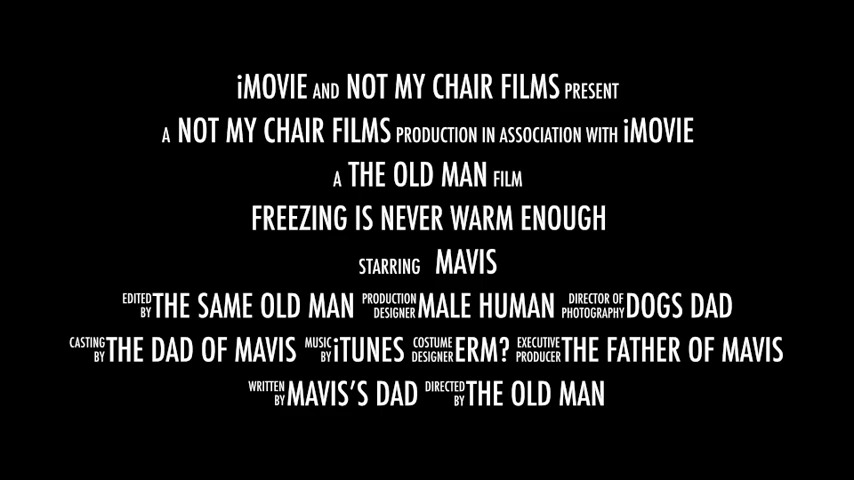 iMOVIE AND NOT MY CHAIR FILMS PRESENT
A NOT MY CHAIR FILMS PRODUCTION IN ASSOCIATION WITH iMOVIE
A THE OLD MAN FILM
FREEZING IS NEVER WARM ENOUGH
STARRING MAVIS
EDITED BY THE SAME OLD MAN PRODUCTION DESIGNER MALE HUMAN DIRECTOR OF PHOTOGRAPHY DOGS DAD
CASTING BY THE DAD OF MAVIS MUSIC BY iTUNES COSTUME DESIGNER ERM? EXECUTIVE PRODUCER THE FATHER OF MAVIS
WRITTEN BY MAVIS'S DAD DIRECTED BY THE OLD MAN